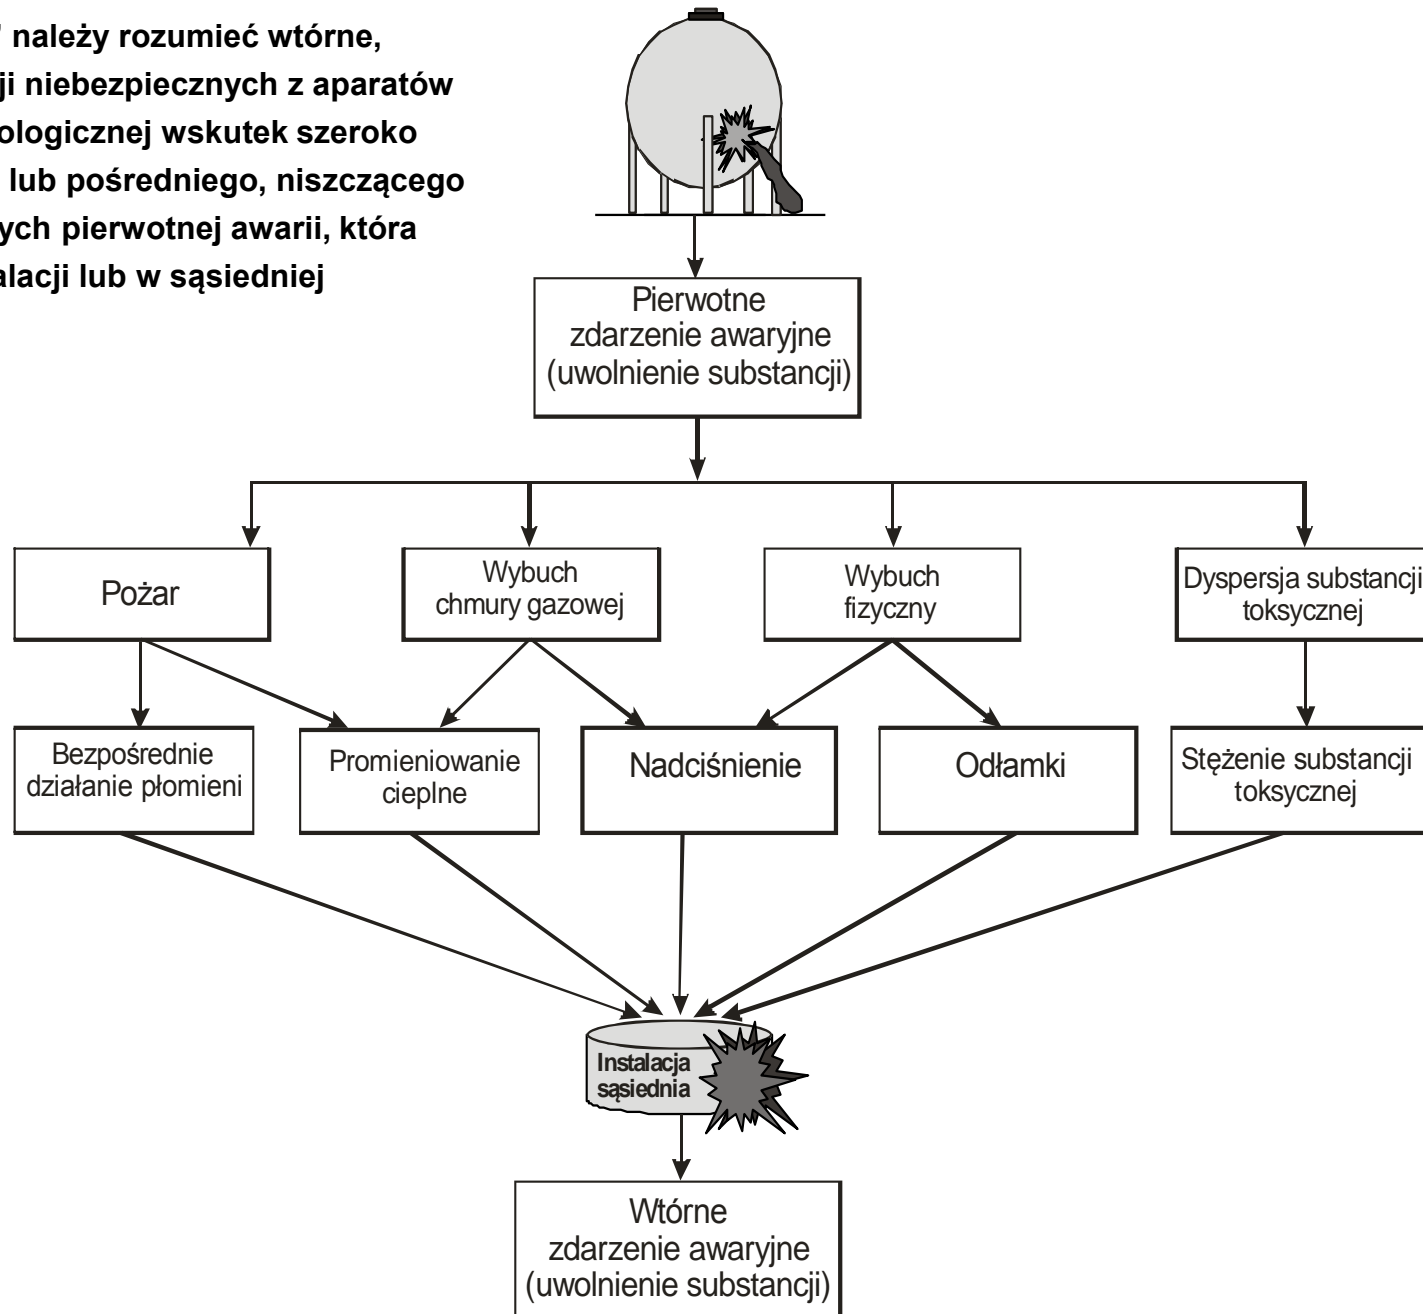 " należy rozumieć wtórne,
ji niebezpiecznych z aparatów
ologicznej wskutek szeroko
lub pośredniego, niszczącego
ych pierwotnej awarii, która
alacji lub w sąsiedniej
Pierwotne
zdarzenie awaryjne
(uwolnienie substancji)
Pożar
Wybuch
chmury gazowej
Wybuch
fizyczny
Dyspersja substancji
toksycznej
Bezpośrednie
działanie płomieni
Promieniowanie
cieplne
Nadciśnienie
Odłamki
Stężenie substancji
toksycznej
Instalacja
sąsiednia
Wtórne
zdarzenie awaryjne
(uwolnienie substancji)